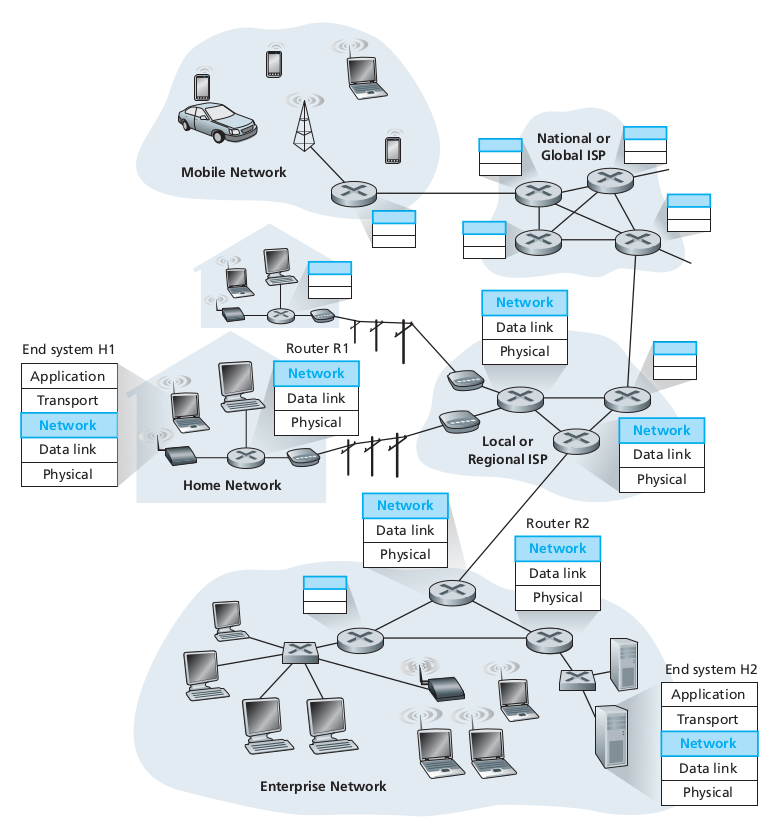 National or
Global ISP
Mobile Network
Network
Data link
Physical
End system H1
Application
Transport
Network
Data link
Physical
Router R1
Network
Data link
Physical
Home Network
Local or
Regional ISP
Network
Data link
Physical
Network
Data link
Physical
Router R2
Network
Data link
Physical
End system H2
Application
Transport
Network
Data link
Physical
Enterprise Network